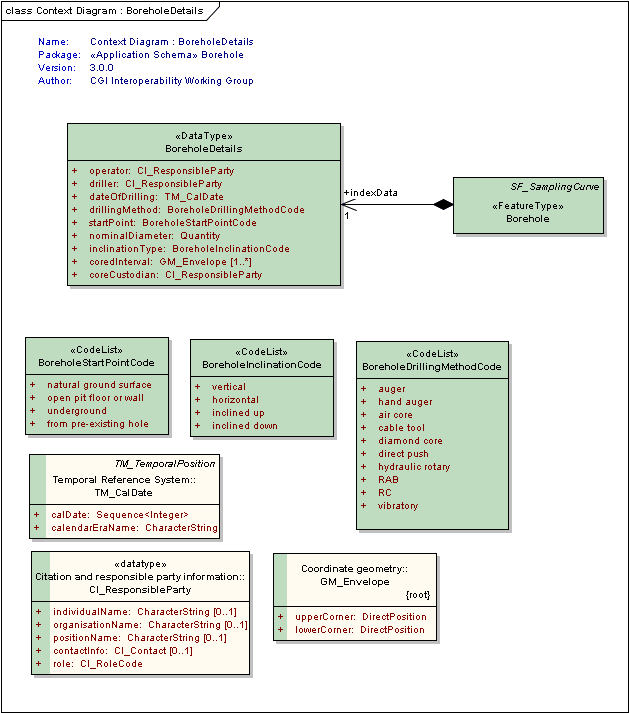 class Context Diagram : BoreholeDetails
Name: Context Diagram : BoreholeDetails
Package: «Application Schema» Borehole
Version: 3.0.0
Author: CGI Interoperability Working Group
«DataType»
BoreholeDetails
+ operator: CI_ResponsibleParty
+ driller: CI_ResponsibleParty
+ dateOfDrilling: TM_CalDate
+ drillingMethod: BoreholeDrillingMethodCode
+ startPoint: BoreholeStartPointCode
+ nominalDiameter: Quantity
+ inclinationType: BoreholeInclinationCode
+ coredInterval: GM_Envelope [1..*]
+ coreCustodian: CI_ResponsibleParty
+indexData
1
SF_SamplingCurve
«FeatureType»
Borehole
«CodeList»
BoreholeStartPointCode
+ natural ground surface
+ open pit floor or wall
+ underground
+ from pre-existing hole
«CodeList»
BoreholeInclinationCode
+ vertical
+ horizontal
+ inclined up
+ inclined down
«CodeList»
BoreholeDrillingMethodCode
+ auger
+ hand auger
+ air core
+ cable tool
+ diamond core
+ direct push
+ hydraulic rotary
+ RAB
+ RC
+ vibratory
TM_TemporalPosition
Temporal Reference System::
TM_CalDate
+ calDate: Sequence<Integer>
+ calendarEraName: CharacterString
«datatype»
Citation and responsible party information::
CI_ResponsibleParty
+ individualName: CharacterString [0..1]
+ organisationName: CharacterString [0..1]
+ positionName: CharacterString [0..1]
+ contactInfo: CI_Contact [0..1]
+ role: CI_RoleCode
Coordinate geometry::
GM_Envelope
{root}
+ upperCorner: DirectPosition
+ lowerCorner: DirectPosition